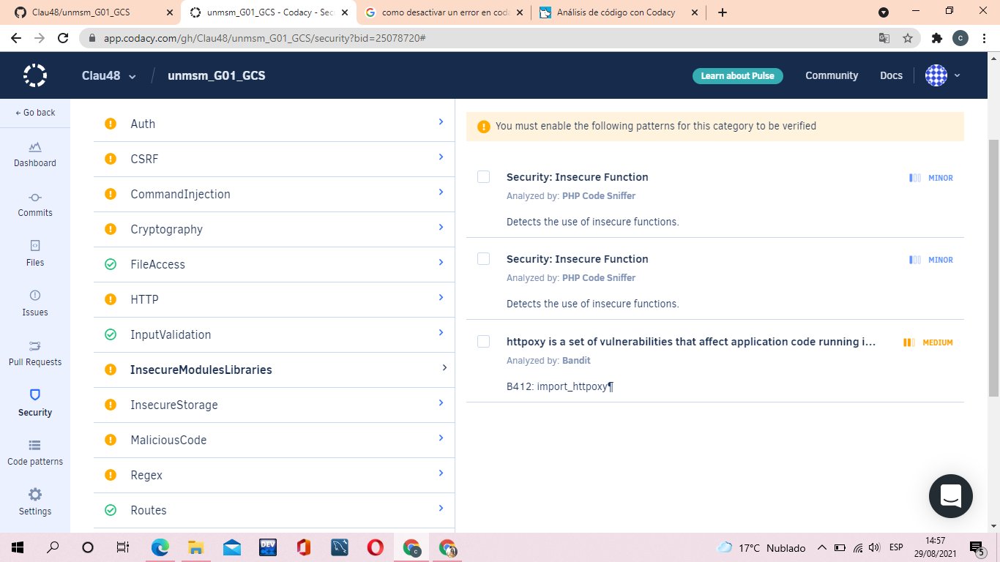 Clau48/unmsm_G01_GCS
unmsm_G01_GCS - Codacy - Sec
como desactivar un error en coda
Análisis de código con Codacy
app.codacy.com/gh/Clau48/unmsm_G01_GCS/security?bid=25078720#
c
Clau48
/
unmsm_G01_GCS
Learn about Pulse
Community
Docs
← Go back
Dashboard
Commits
Files
Issues
Pull Requests
Security
Code patterns
Settings
Auth
CSRF
CommandInjection
Cryptography
FileAccess
HTTP
InputValidation
InsecureModulesLibraries
InsecureStorage
MaliciousCode
Regex
Routes
You must enable the following patterns for this category to be verified
Security: Insecure Function
MINOR
Analyzed by: PHP Code Sniffer
Detects the use of insecure functions.
Security: Insecure Function
MINOR
Analyzed by: PHP Code Sniffer
Detects the use of insecure functions.
httpoxy is a set of vulnerabilities that affect application code running i...
MEDIUM
Analyzed by: Bandit
B412: import_httpoxy¶
DEV
c
17°C Nublado
ESP
14:57
29/08/2021
5